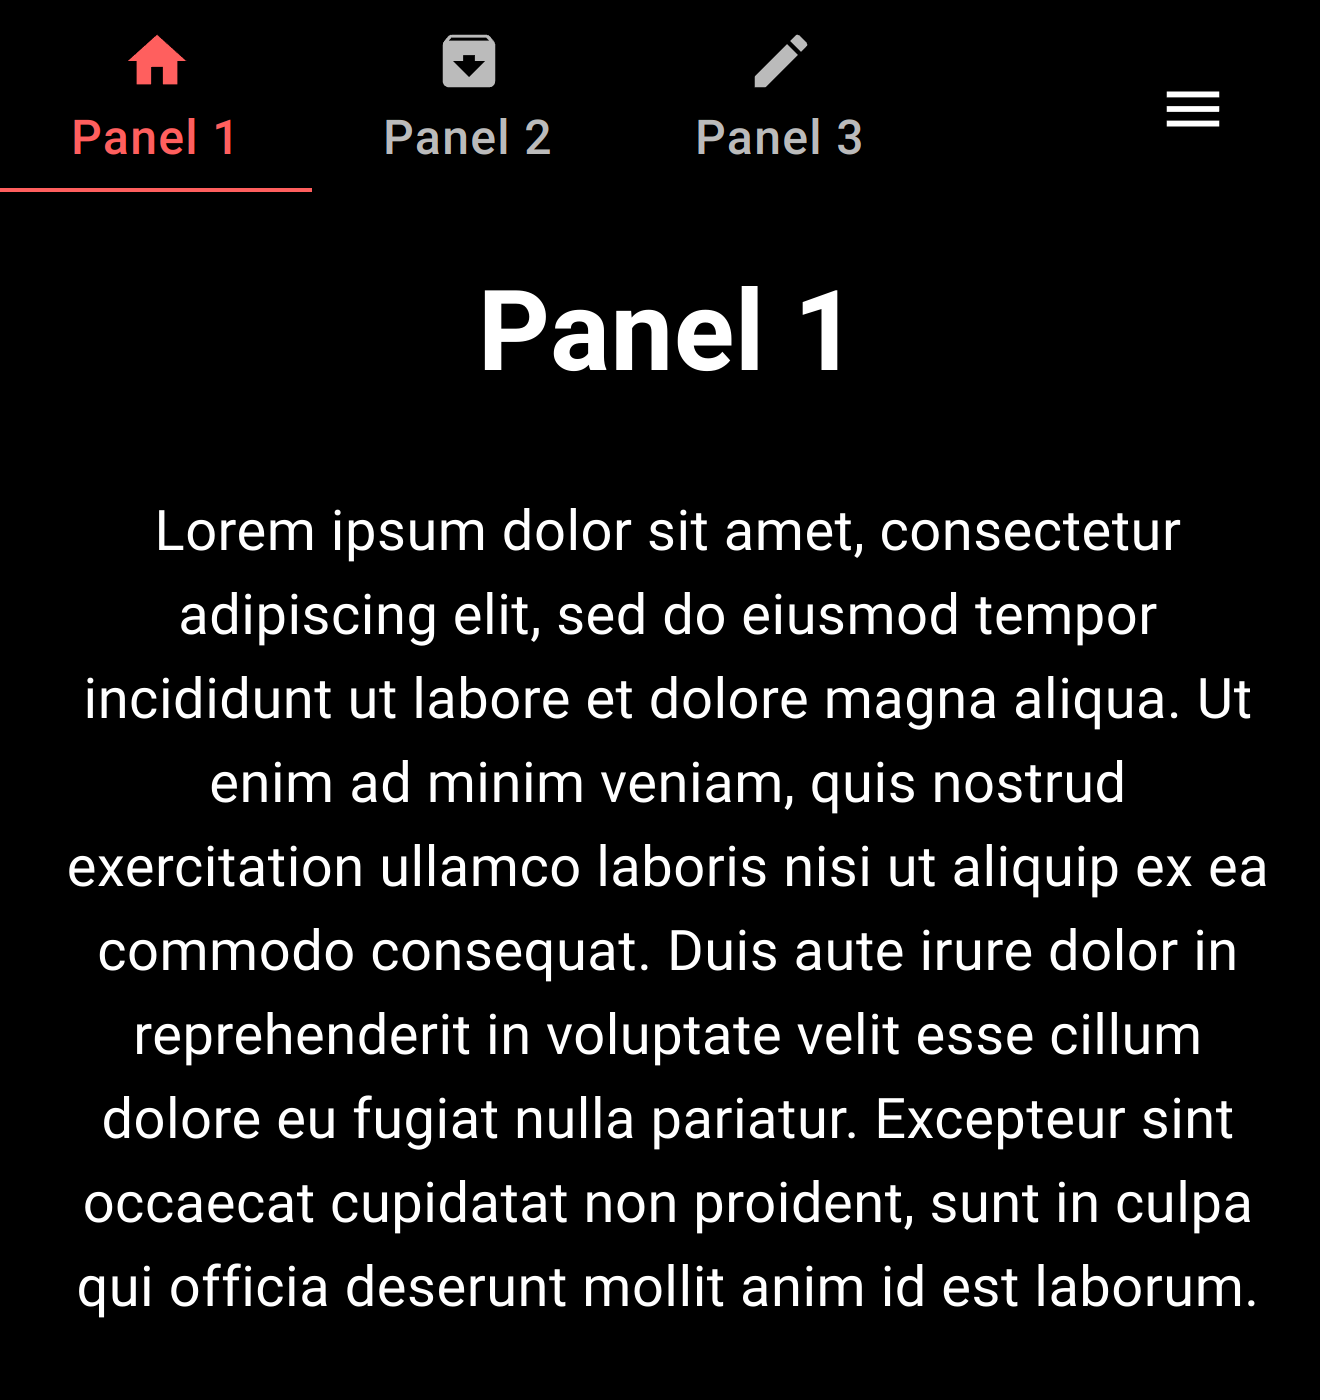 Panel 1
Panel 2
Panel 3
Panel 1
Lorem ipsum dolor sit amet, consectetur
adipiscing elit, sed do eiusmod tempor
incididunt ut labore et dolore magna aliqua. Ut
enim ad minim veniam, quis nostrud
exercitation ullamco laboris nisi ut aliquip ex ea
commodo consequat. Duis aute irure dolor in
reprehenderit in voluptate velit esse cillum
dolore eu fugiat nulla pariatur. Excepteur sint
occaecat cupidatat non proident, sunt in culpa
qui officia deserunt mollit anim id est laborum.